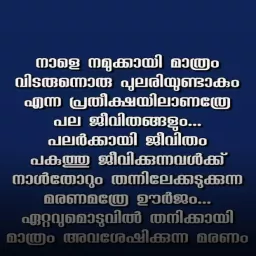 നാളെ നമുക്കായി മാത്രം
വിടരുന്നൊരു പുലരിയുണ്ടാകും
എന്ന പ്രതീക്ഷയിലാണത്രേ
പല ജീവിതങ്ങളും...
പലർക്കായി ജീവിതം
പകുത്തു ജീവിക്കുന്നവൾക്ക്
നാൾതോറും തന്നിലേക്കടുക്കുന്ന
മരണമത്രേ ഊർജം...
ഏറ്റവുമൊടുവിൽ തനിക്കായി
മാത്രം അവശേഷിക്കുന്ന മരണം